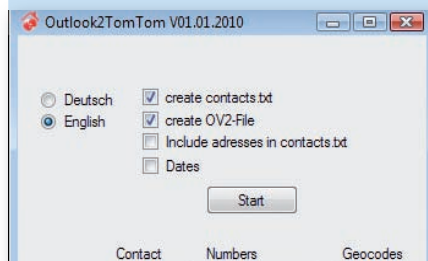 Outlook2TomTom V01.01.2010
Deutsch
English
create contacts.txt
create OV2-File
Include adresses in contacts.txt
Dates
Start
Contact Numbers Geocodes